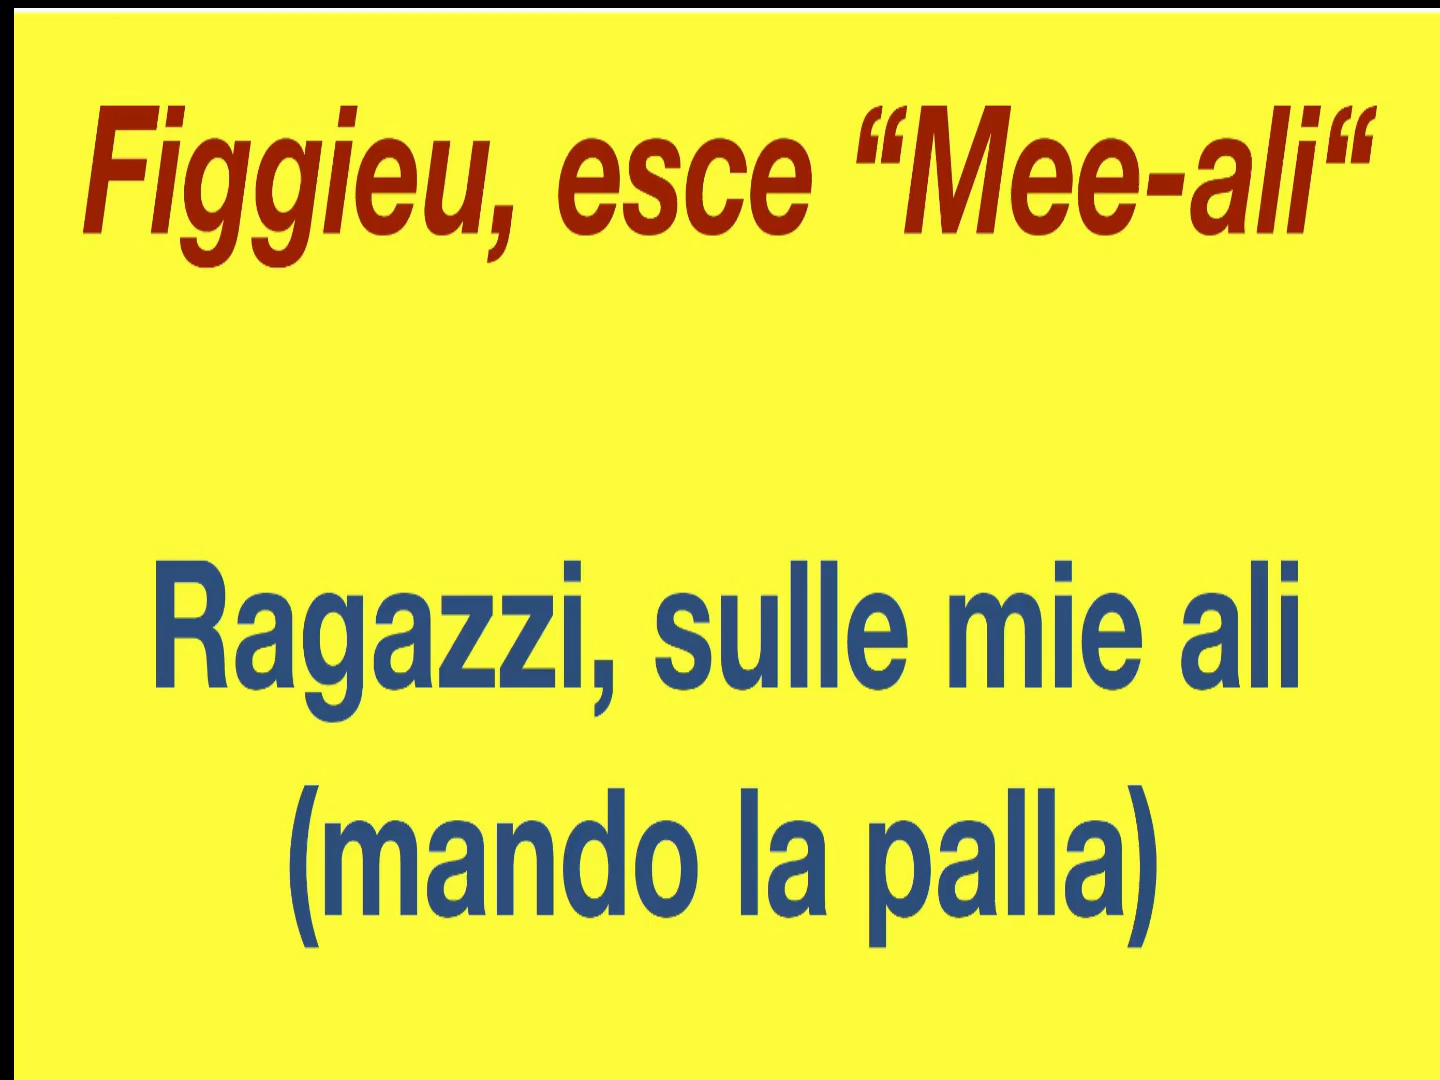 Figgieu, esce “Mee-ali“
Ragazzi, sulle mie ali
(mando la palla)